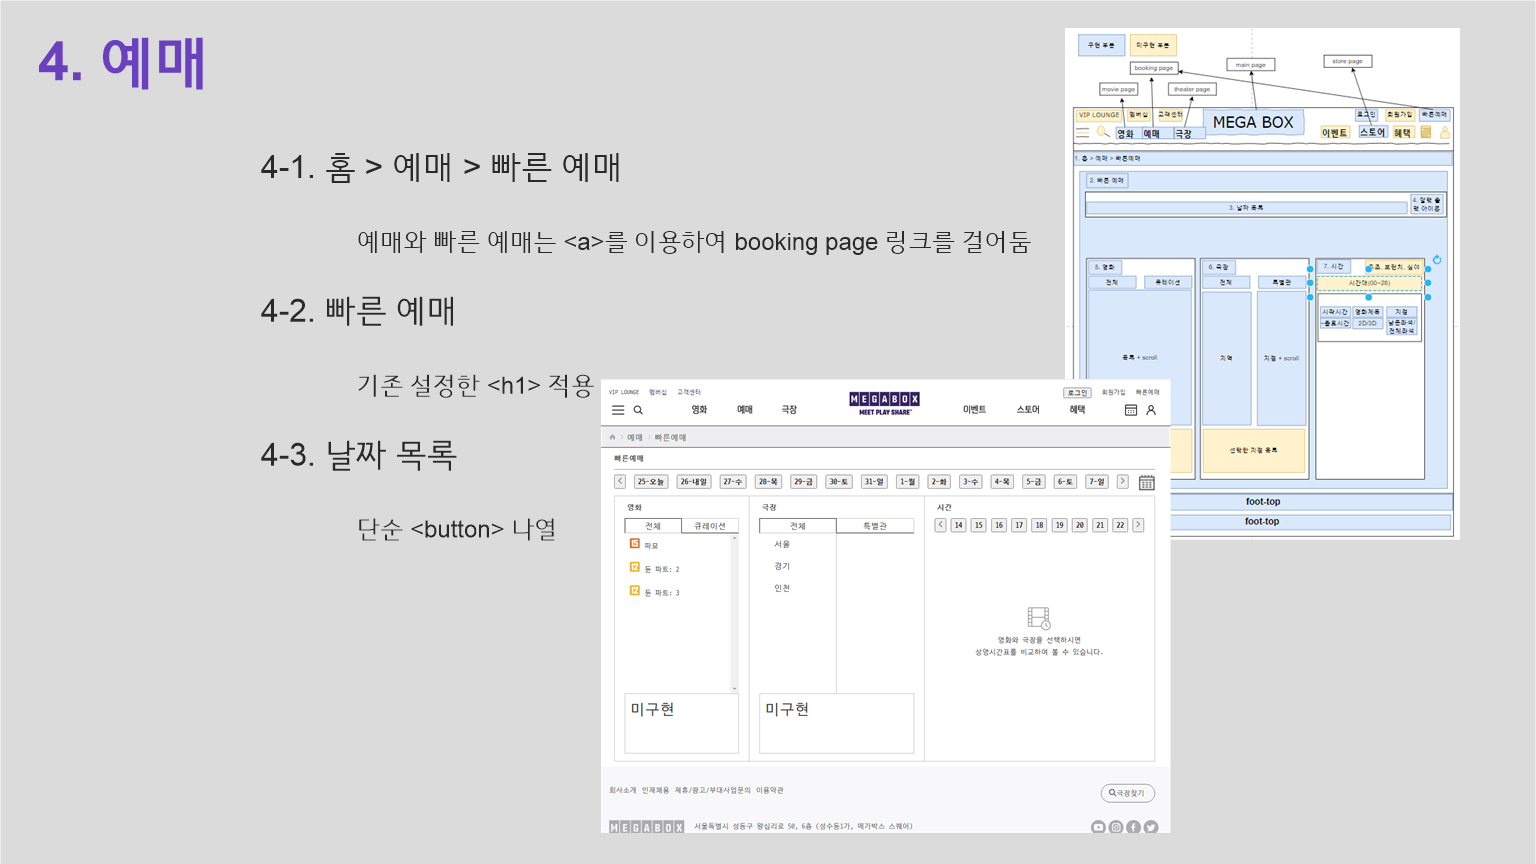 4. 예매
4-1. 홈 > 예매 > 빠른 예매
예매와 빠른 예매는 <a>를 이용하여 booking page 링크를 걸어둠
4-2. 빠른 예매
기존 설정한 <h1> 적용
4-3. 날짜 목록
단순 <button> 나열
구현 부분
미구현 부분
booking page
main page
store page
movie page
theater page
VIP LOUNGE 멤버십 고객센터
MEGA BOX
로그인 회원가입 빠른예매
영화 예매 극장
이벤트 스토어 혜택
1. 홈 > 예매 > 빠른예매
2. 빠른 예매
3. 날짜 목록
4. 달력 출
력 아이콘
5. 영화
전체 큐레이션
목록 + scroll
6. 극장
전체 특별관
지역
지점 + scroll
선택한 지점 목록
7. 시간
조조, 브런치, 심야
시간대(00~28)
시작시간 영화제목 지점
~종료시간 2D/3D 남은좌석/
전체좌석
foot-top
foot-top
VIP LOUNGE 멤버십 고객센터
로그인 회원가입 빠른예매
MEGABOX
MEET PLAY SHARE
영화 예매 극장
이벤트 스토어 혜택
예매 > 빠른예매
빠른예매
< 25-오늘 26-내일 27-수 28-목 29-금 30-토 31-일 1-월 2-화 3-수 4-목 5-금 6-토 7-일 >
영화
전체 큐레이션
15 파묘
12 듄 파트: 2
12 듄 파트: 3
미구현
극장
전체 특별관
서울
경기
인천
미구현
시간
< 14 15 16 17 18 19 20 21 22 >
영화와 극장을 선택하시면
상영시간표를 비교하여 볼 수 있습니다.
회사소개 인재채용 제휴/광고/부대사업문의 이용약관
극장찾기
MEGABOX
서울특별시 성동구 왕십리로 50, 6층 (성수동1가, 메가박스 스퀘어)